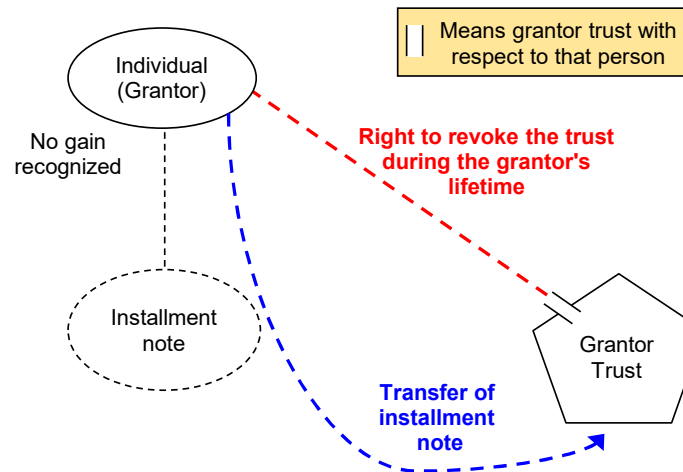 Means grantor trust with
respect to that person
Individual
(Grantor)
No gain
recognized
Right to revoke the trust
during the grantor's
lifetime
Installment
note
Grantor
Trust
Transfer of
installment
note